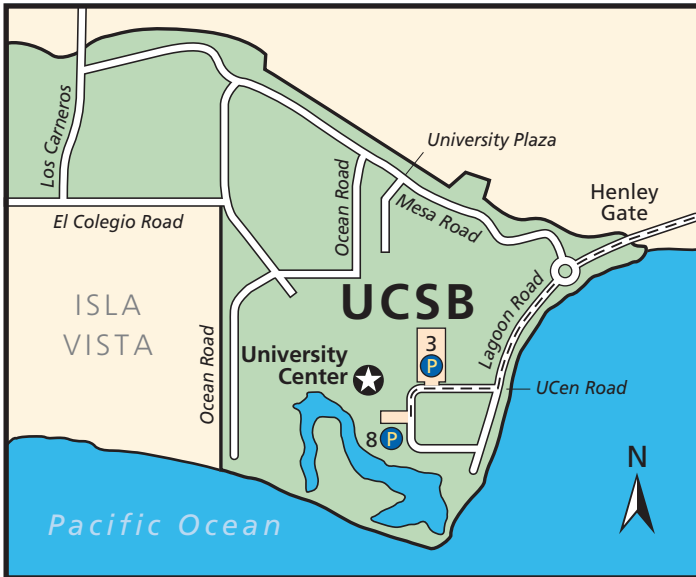 University Plaza
Los Carneros
Henley
Gate
Ocean Road
Mesa Road
El Colegio Road
UCSB
Lagoon Road
ISLA
VISTA
3
P
University
Center
Ocean Road
UCen Road
8
P
N
Pacific Ocean